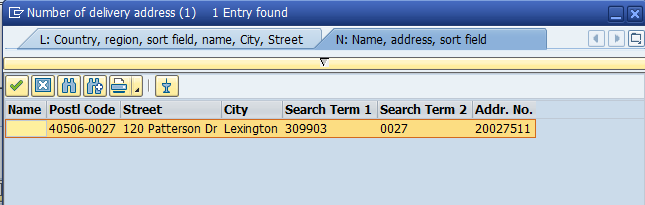 Number of delivery address (1) 1 Entry found
L: Country, region, sort field, name, City, Street N: Name, address, sort field
Name Postl Code Street City Search Term 1 Search Term 2 Addr. No.
40506-0027 120 Patterson Dr Lexington 309903 0027 20027511